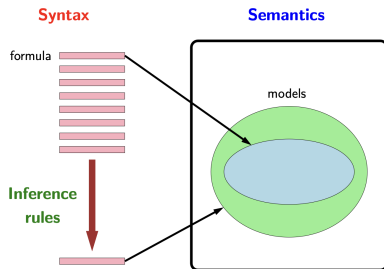 Syntax
Semantics
formula
models
Inference
rules